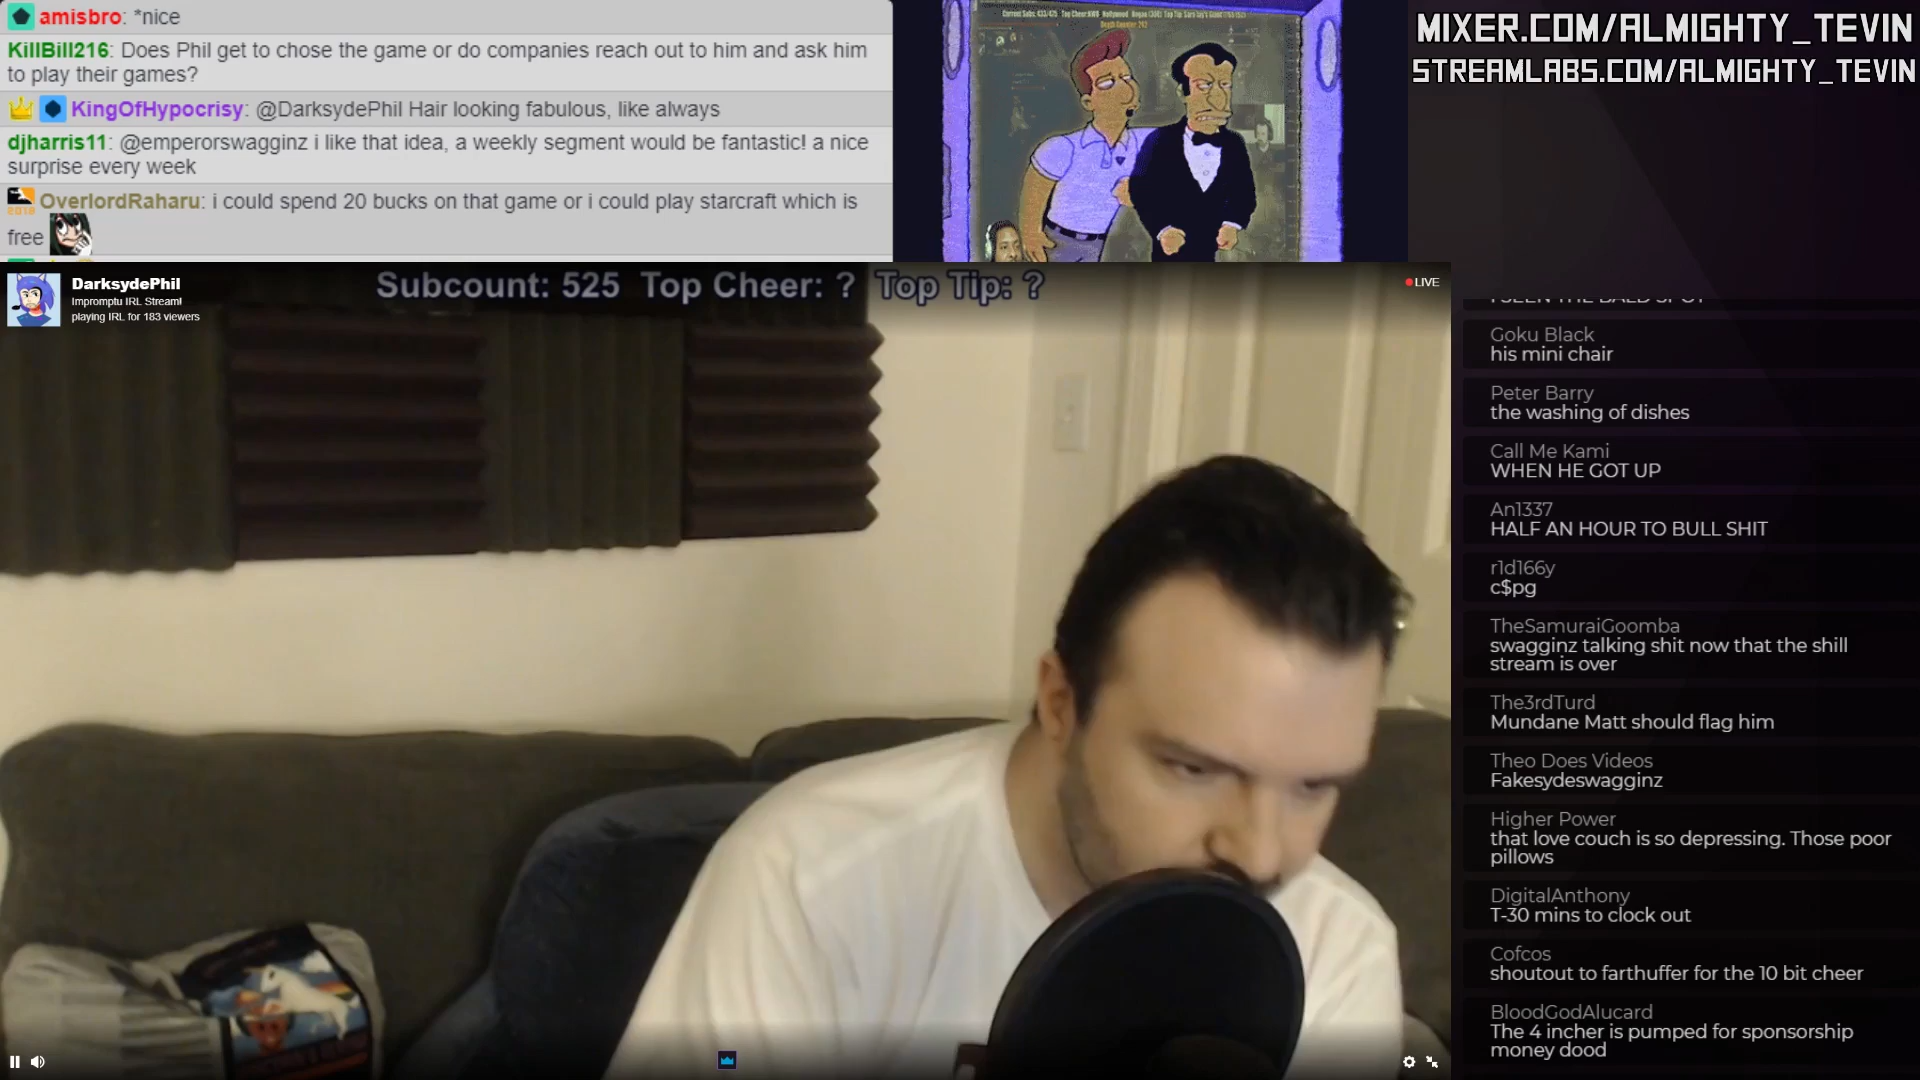 amisbro: *nice
KillBill216: Does Phil get to chose the game or do companies reach out to him and ask him
to play their games?
KingOfHypocrisy: @DarksydePhil Hair looking fabulous, like always
djharris11: @emperorswagginz i like that idea, a weekly segment would be fantastic! a nice
surprise every week
OverlordRaharu: i could spend 20 bucks on that game or i could play starcraft which is
free
MIXER.COM/ALMIGHTY_TEVIN
STREAMLABS.COM/ALMIGHTY_TEVIN
DarksydePhil
Impromptu IRL Stream!
playing IRL for 183 viewers
Subcount: 525 Top Cheer: ? Top Tip: ?
LIVE
I SEEN THE BALD SPOT
Goku Black
his mini chair
Peter Barry
the washing of dishes
Call Me Kami
WHEN HE GOT UP
An1337
HALF AN HOUR TO BULL SHIT
r1d166y
c$pg
TheSamuraiGoomba
swagginz talking shit now that the shill
stream is over
The3rdTurd
Mundane Matt should flag him
Theo Does Videos
Fakesydeswagginz
Higher Power
that love couch is so depressing. Those poor
pillows
DigitalAnthony
T-30 mins to clock out
Cofcos
shoutout to farthuffer for the 10 bit cheer
BloodGodAlucard
The 4 incher is pumped for sponsorship
money dood